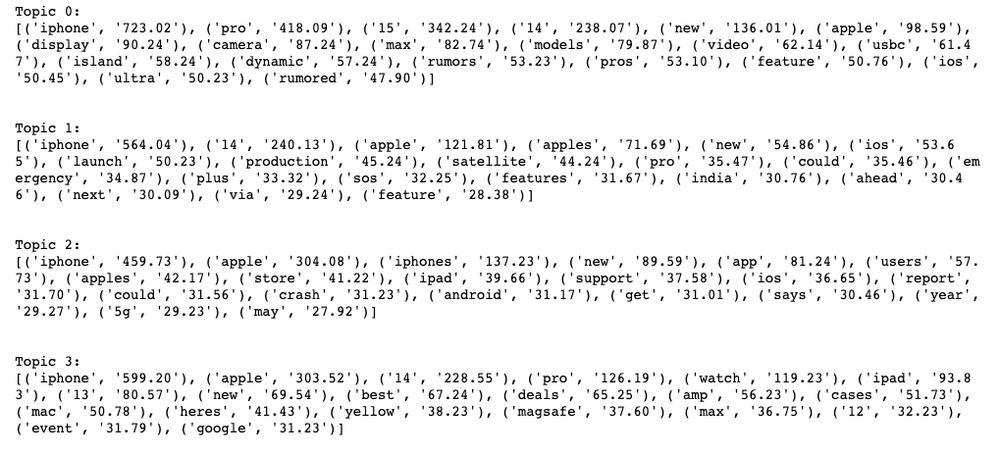 Topic 0:
[('iphone', '723.02'), ('pro', '418.09'), ('15', '342.24'), ('14', '238.07'), ('new', '136.01'), ('apple', '98.59'),
('display', '90.24'), ('camera', '87.24'), ('max', '82.74'), ('models', '79.87'), ('video', '62.14'), ('usbc', '61.4
7'), ('island', '58.24'), ('dynamic', '57.24'), ('rumors', '53.23'), ('pros', '53.10'), ('feature', '50.76'), ('ios',
'50.45'), ('ultra', '50.23'), ('rumored', '47.90')]
Topic 1:
[('iphone', '564.04'), ('14', '240.13'), ('apple', '121.81'), ('apples', '71.69'), ('new', '54.86'), ('ios', '53.6
5'), ('launch', '50.23'), ('production', '45.24'), ('satellite', '44.24'), ('pro', '35.47'), ('could', '35.46'), ('em
ergency', '34.87'), ('plus', '33.32'), ('sos', '32.25'), ('features', '31.67'), ('india', '30.76'), ('ahead', '30.4
6'), ('next', '30.09'), ('via', '29.24'), ('feature', '28.38')]
Topic 2:
[('iphone', '459.73'), ('apple', '304.08'), ('iphones', '137.23'), ('new', '89.59'), ('app', '81.24'), ('users', '57.
73'), ('apples', '42.17'), ('store', '41.22'), ('ipad', '39.66'), ('support', '37.58'), ('ios', '36.65'), ('report',
'31.70'), ('could', '31.56'), ('crash', '31.23'), ('android', '31.17'), ('get', '31.01'), ('says', '30.46'), ('year',
'29.27'), ('5g', '29.23'), ('may', '27.92')]
Topic 3:
[('iphone', '599.20'), ('apple', '303.52'), ('14', '228.55'), ('pro', '126.19'), ('watch', '119.23'), ('ipad', '93.8
3'), ('13', '80.57'), ('new', '69.54'), ('best', '67.24'), ('deals', '65.25'), ('amp', '56.23'), ('cases', '51.73'),
('mac', '50.78'), ('heres', '41.43'), ('yellow', '38.23'), ('magsafe', '37.60'), ('max', '36.75'), ('12', '32.23'),
('event', '31.79'), ('google', '31.23')]